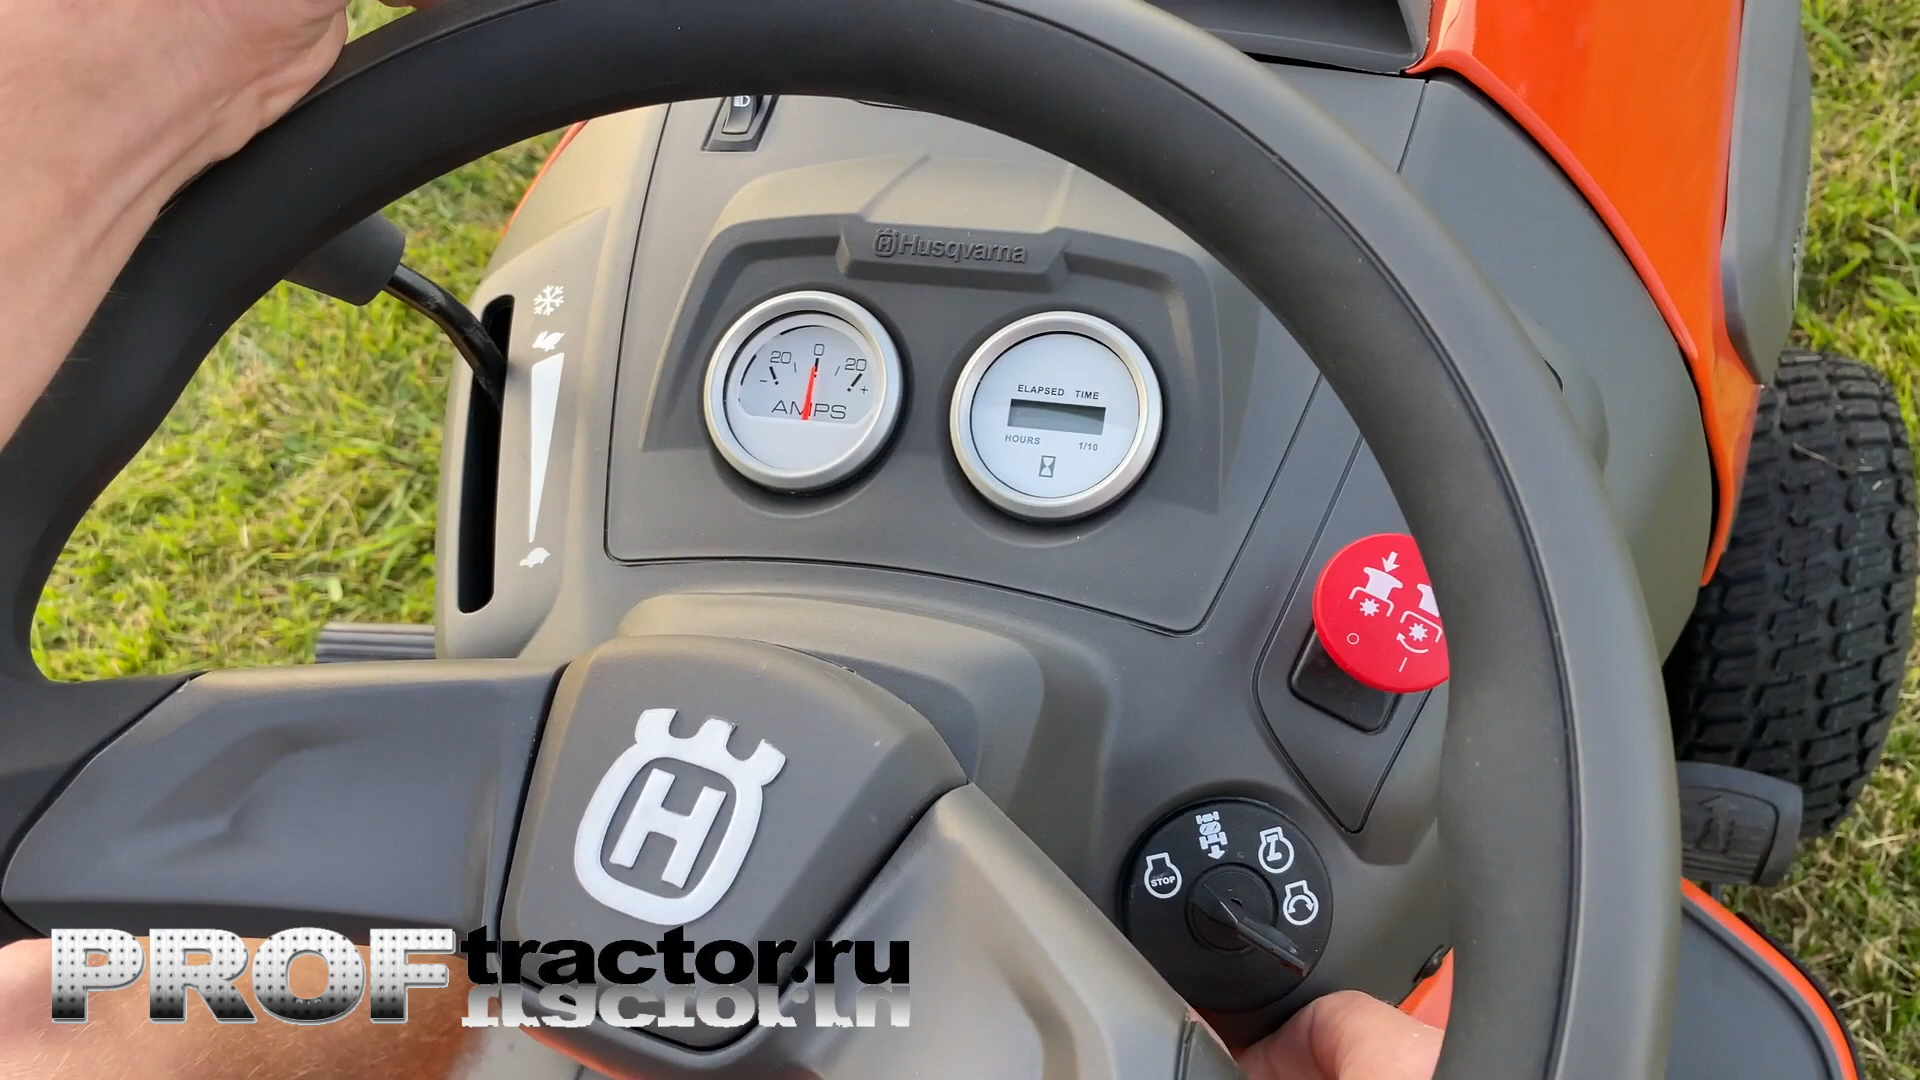 Husqvarna
20 0 20
- +
AMPS
ELAPSED TIME
HOURS 1/10
O
I
STOP
H
PROFtractor.ru